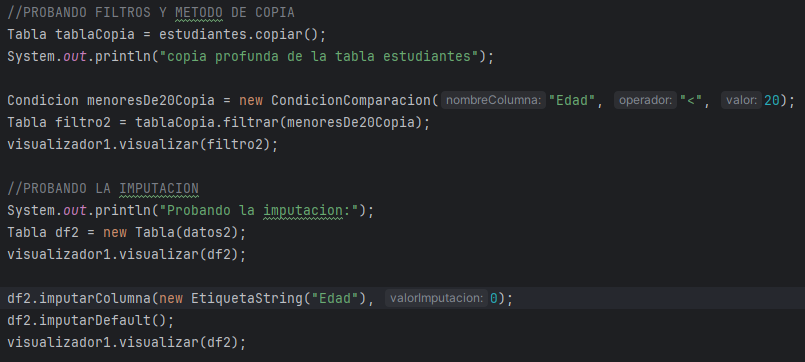 //PROBANDO FILTROS Y METODO DE COPIA
Tabla tablaCopia = estudiantes.copiar();
System.out.println("copia profunda de la tabla estudiantes");
Condicion menoresDe20Copia = new CondicionComparacion( nombreColumna: "Edad", operador: "<", valor: 20);
Tabla filtro2 = tablaCopia.filtrar(menoresDe20Copia);
visualizador1.visualizar(filtro2);
//PROBANDO LA IMPUTACION
System.out.println("Probando la imputacion:");
Tabla df2 = new Tabla(datos2);
visualizador1.visualizar(df2);
df2.imputarColumna(new EtiquetaString("Edad"), valorImputacion: 0);
df2.imputarDefault();
visualizador1.visualizar(df2);